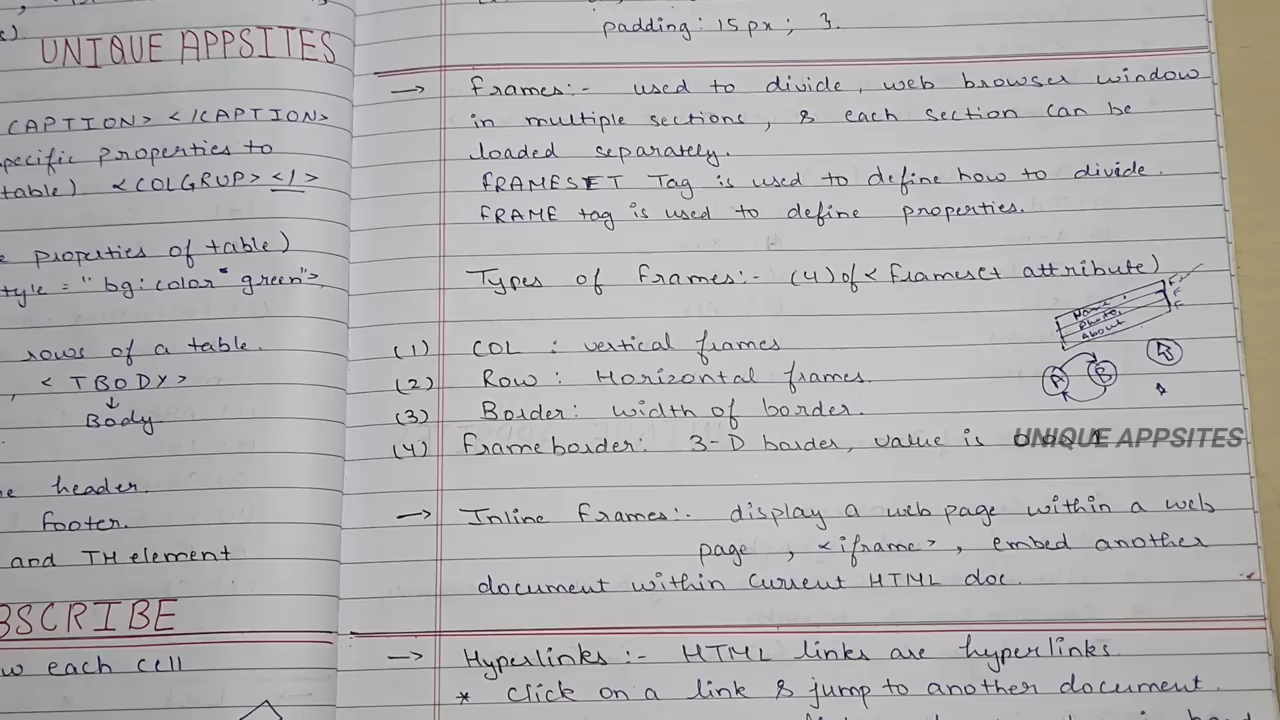 UNIQUE APPSITES
CAPTION> </CAPTION>
pecific properties to
table) <COLGRUP> </>
e properties of table)
tyle = "bg:color" green">
rows of a table.
, <TBODY>
↓
Body
e header.
footer.
and TH element
BSCRIBE
w each cell
padding: 15px; }.
→ Frames:- used to divide, web browser window
in multiple sections, & each section can be
loaded separately.
FRAMESET Tag is used to define how to divide.
FRAME tag is used to define properties.
Types of Frames:- (4) of < Frameset attribute)
Name
Photo
About
F
F
F
A
B
(1) COL : vertical frames
(2) Row : Horizontal frames.
(3) Border: width of border.
(4) Frameborder: 3-D border, value is 0 or 1
UNIQUE APPSITES
→ Inline Frames:- display a web page within a web
page, <iframe>, embed another
document within current HTML doc.
→ Hyperlinks:- HTML links are hyperlinks.
* Click on a link & jump to another document.